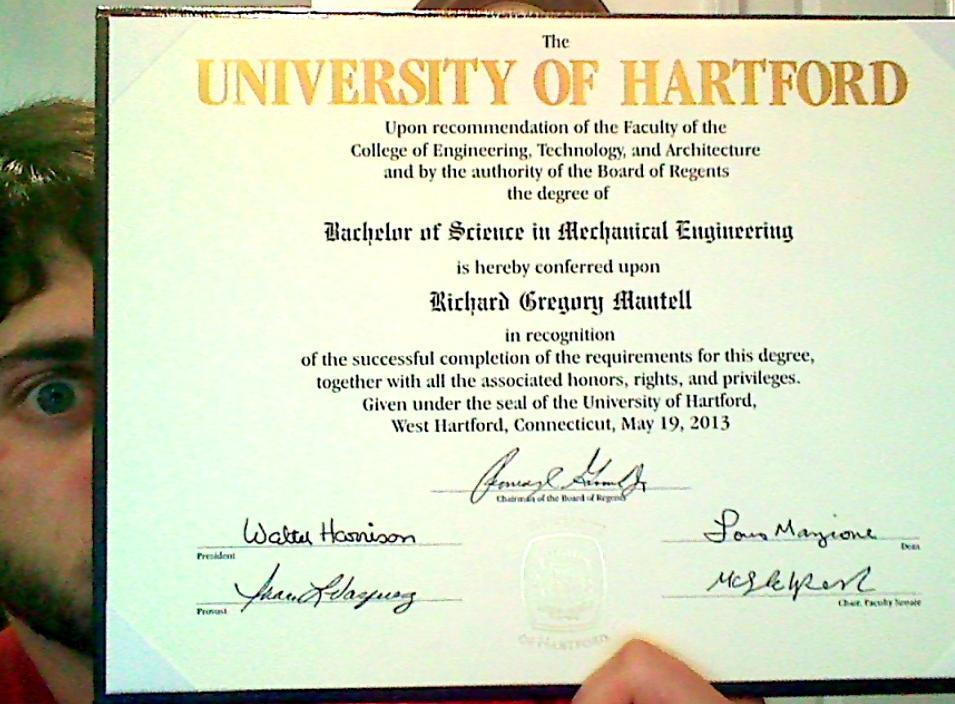 The
UNIVERSITY OF HARTFORD
Upon recommendation of the Faculty of the
College of Engineering, Technology, and Architecture
and by the authority of the Board of Regents
the degree of
Bachelor of Science in Mechanical Engineering
is hereby conferred upon
Richard Gregory Mantell
in recognition
of the successful completion of the requirements for this degree,
together with all the associated honors, rights, and privileges.
Given under the seal of the University of Hartford,
West Hartford, Connecticut, May 19, 2013
Chairman of the Board of Regents
Walter Harrison
President
Dean
Provost
Chair, Faculty Senate
OF HARTFORD